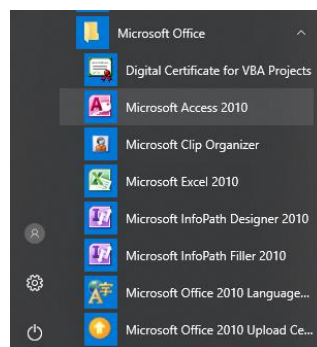 Microsoft Office
Digital Certificate for VBA Projects
Microsoft Access 2010
Microsoft Clip Organizer
Microsoft Excel 2010
Microsoft InfoPath Designer 2010
Microsoft InfoPath Filler 2010
Microsoft Office 2010 Language...
Microsoft Office 2010 Upload Ce...